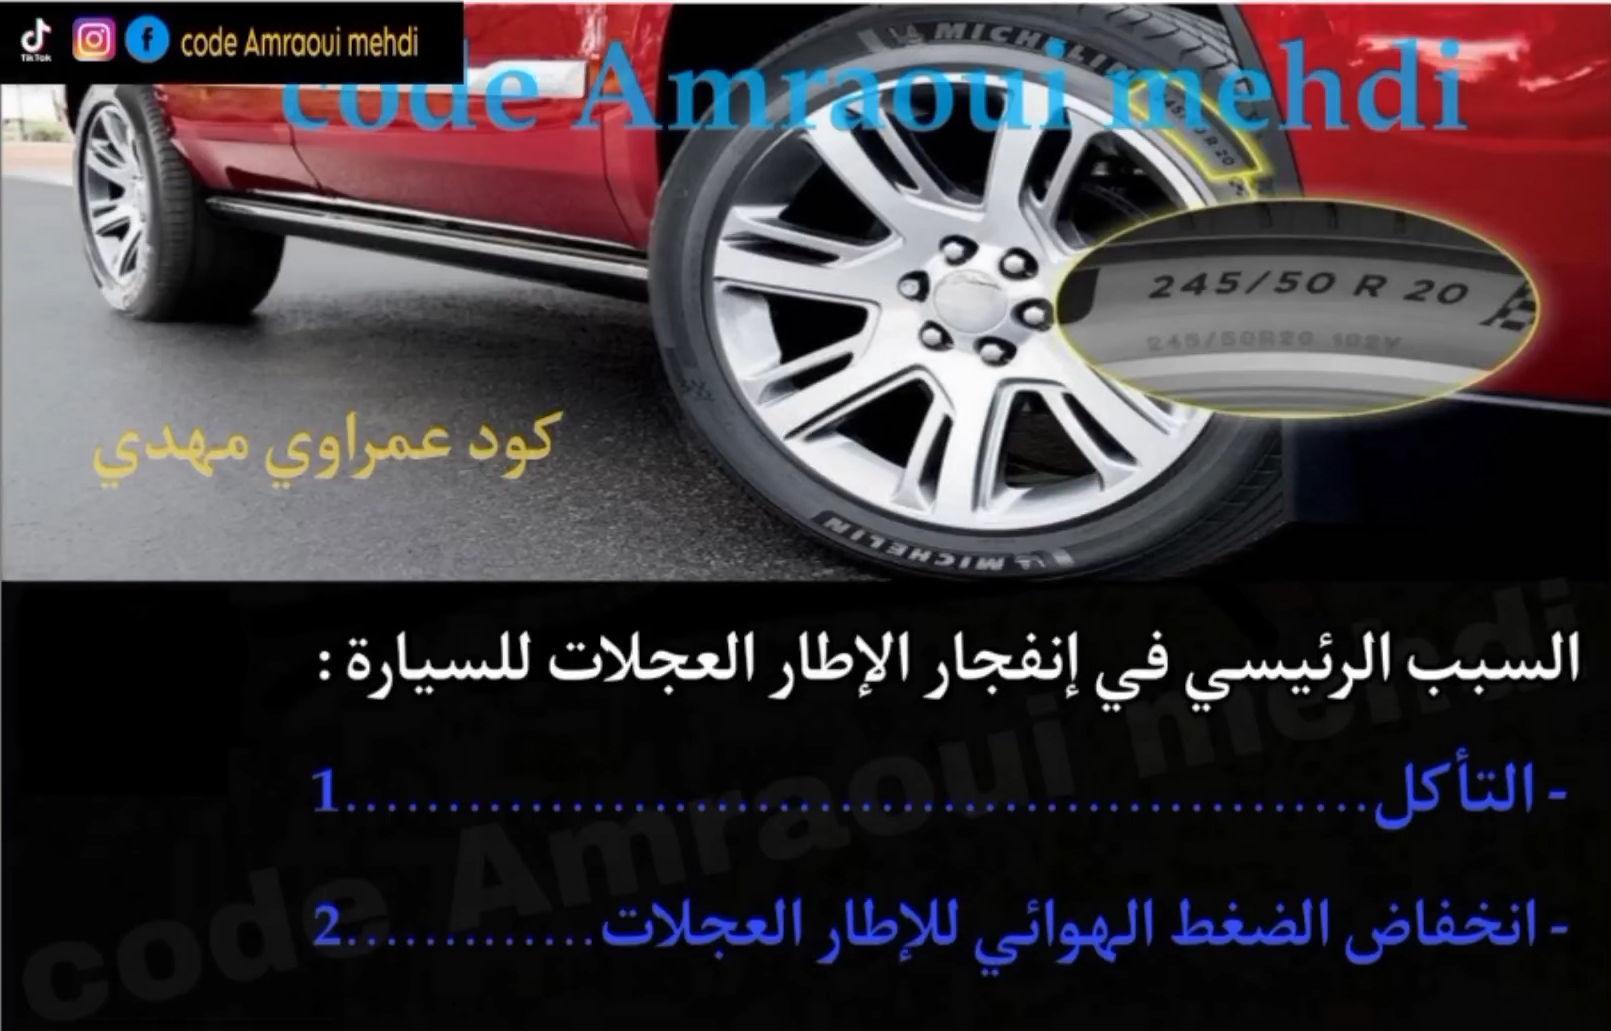 TikTok
code Amraoui mehdi
code Amraoui mehdi
MICHELIN
245/50 R 20
245/50R20 102V
كود عمراوي مهدي
MICHELIN
السبب الرئيسي في إنفجار الإطار العجلات للسيارة :
- التأكل.............................................1
- انخفاض الضغط الهوائي للإطار العجلات.............2
code Amraoui mehdi